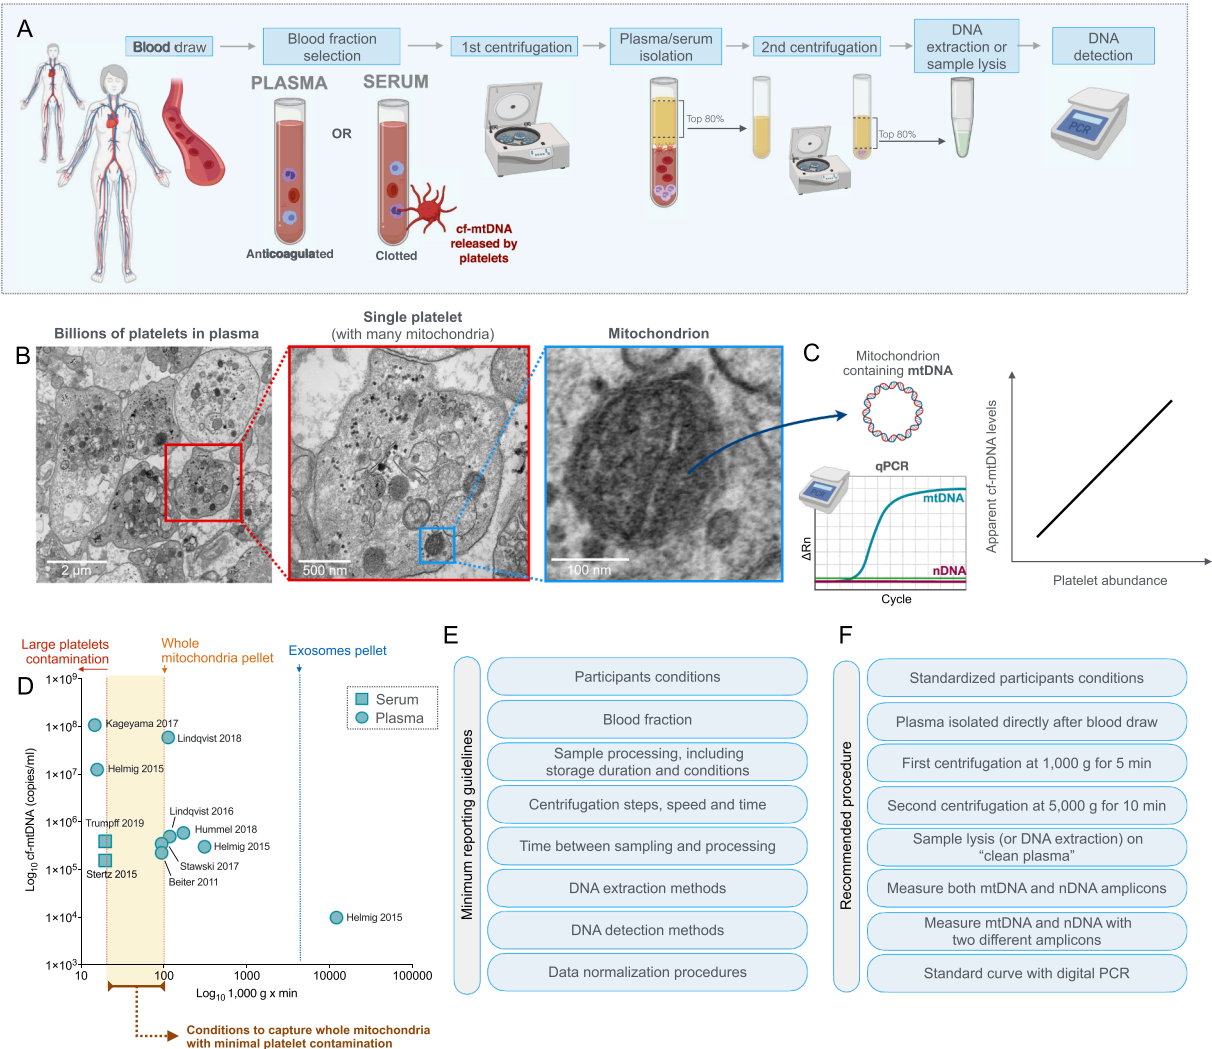 A
Blood draw
Blood fraction
selection
1st centrifugation
Plasma/serum
isolation
2nd centrifugation
DNA
extraction or
sample lysis
DNA
detection
PLASMA
SERUM
OR
Top 80%
Top 80%
PCR
Anticoagulated
Clotted
cf-mtDNA
released by
platelets
B
Billions of platelets in plasma
Single platelet
(with many mitochondria)
Mitochondrion
2 µm
500 nm
100 nm
C
Mitochondrion
containing mtDNA
qPCR
PCR
mtDNA
nDNA
ΔRn
Cycle
Apparent cf-mtDNA levels
Platelet abundance
D
Large platelets
contamination
Whole
mitochondria pellet
Exosomes pellet
Serum
Plasma
Log10 cf-mtDNA (copies/ml)
1×10⁹
1×10⁸
1×10⁷
1×10⁶
1×10⁵
1×10⁴
1×10³
Kageyama 2017
Lindqvist 2018
Helmig 2015
Lindqvist 2016
Trumpff 2019
Hummel 2018
Helmig 2015
Stawski 2017
Stertz 2015
Beiter 2011
Helmig 2015
10
100
1000
10000
100000
Log10 1,000 g x min
Conditions to capture whole mitochondria
with minimal platelet contamination
E
Minimum reporting guidelines
Participants conditions
Blood fraction
Sample processing, including
storage duration and conditions
Centrifugation steps, speed and time
Time between sampling and processing
DNA extraction methods
DNA detection methods
Data normalization procedures
F
Recommended procedure
Standardized participants conditions
Plasma isolated directly after blood draw
First centrifugation at 1,000 g for 5 min
Second centrifugation at 5,000 g for 10 min
Sample lysis (or DNA extraction) on
“clean plasma”
Measure both mtDNA and nDNA amplicons
Measure mtDNA and nDNA with
two different amplicons
Standard curve with digital PCR